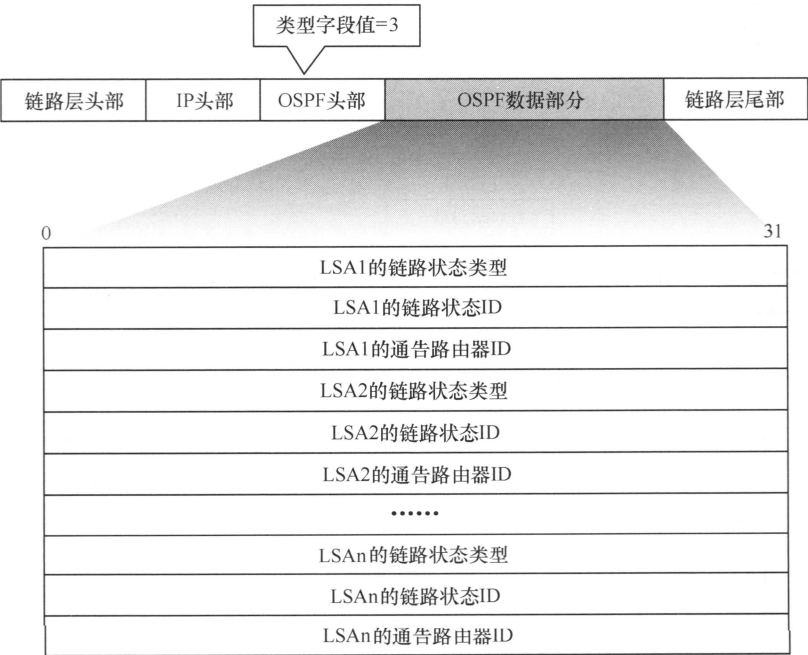 类型字段值=3
链路层头部 IP头部 OSPF头部 OSPF数据部分 链路层尾部
0 31
LSA1的链路状态类型
LSA1的链路状态ID
LSA1的通告路由器ID
LSA2的链路状态类型
LSA2的链路状态ID
LSA2的通告路由器ID
······
LSAn的链路状态类型
LSAn的链路状态ID
LSAn的通告路由器ID